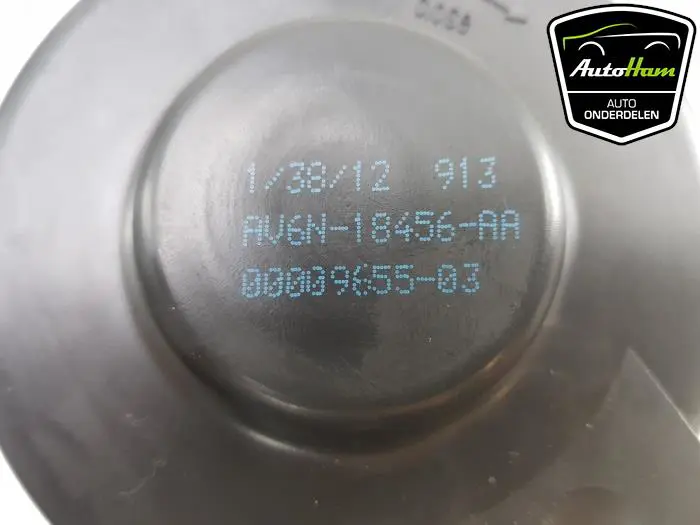 AutoHam
AUTO
ONDERDELEN
1/38/12 913
AV6N-18456-AA
00009655-03